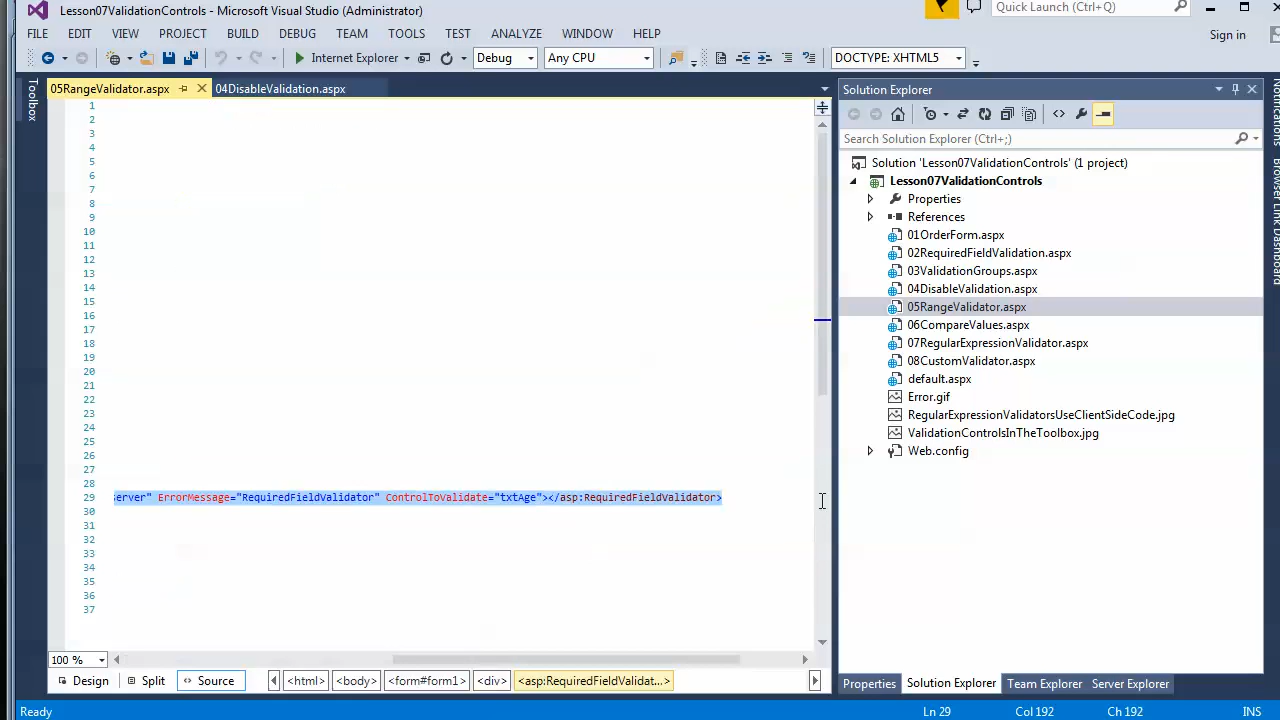 Lesson07ValidationControls - Microsoft Visual Studio (Administrator)
Quick Launch (Ctrl+Q)
FILE EDIT VIEW PROJECT BUILD DEBUG TEAM TOOLS TEST ANALYZE WINDOW HELP
Sign in
Internet Explorer Debug Any CPU DOCTYPE: XHTML5
Toolbox
05RangeValidator.aspx 04DisableValidation.aspx
1
2
3
4
5
6
7
8
9
10
11
12
13
14
15
16
17
18
19
20
21
22
23
24
25
26
27
28
29 server" ErrorMessage="RequiredFieldValidator" ControlToValidate="txtAge"></asp:RequiredFieldValidator>
30
31
32
33
34
35
36
37
100 %
Design Split Source <html> <body> <form#form1> <div> <asp:RequiredFieldValidat...>
Solution Explorer
Search Solution Explorer (Ctrl+;)
Solution 'Lesson07ValidationControls' (1 project)
Lesson07ValidationControls
Properties
References
01OrderForm.aspx
02RequiredFieldValidation.aspx
03ValidationGroups.aspx
04DisableValidation.aspx
05RangeValidator.aspx
06CompareValues.aspx
07RegularExpressionValidator.aspx
08CustomValidator.aspx
default.aspx
Error.gif
RegularExpressionValidatorsUseClientSideCode.jpg
ValidationControlsInTheToolbox.jpg
Web.config
Properties Solution Explorer Team Explorer Server Explorer
Notifications
Browser Link Dashboard
Ready Ln 29 Col 192 Ch 192 INS